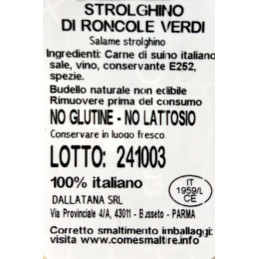 STROLGHINO
DI RONCOLE VERDI
Salame strolghino
Ingredienti: Carne di suino italiano,
sale, vino, conservante E252,
spezie.
Budello naturale non edibile
Rimuovere prima del consumo
NO GLUTINE - NO LATTOSIO
Conservare in luogo fresco
LOTTO: 241003
100% italiano
IT
1959/L
CE
DALLATANA SRL
Via Provinciale 4/A, 43011 - Busseto - PARMA
Corretto smaltimento imballaggi:
visita www.comesmaltire.info